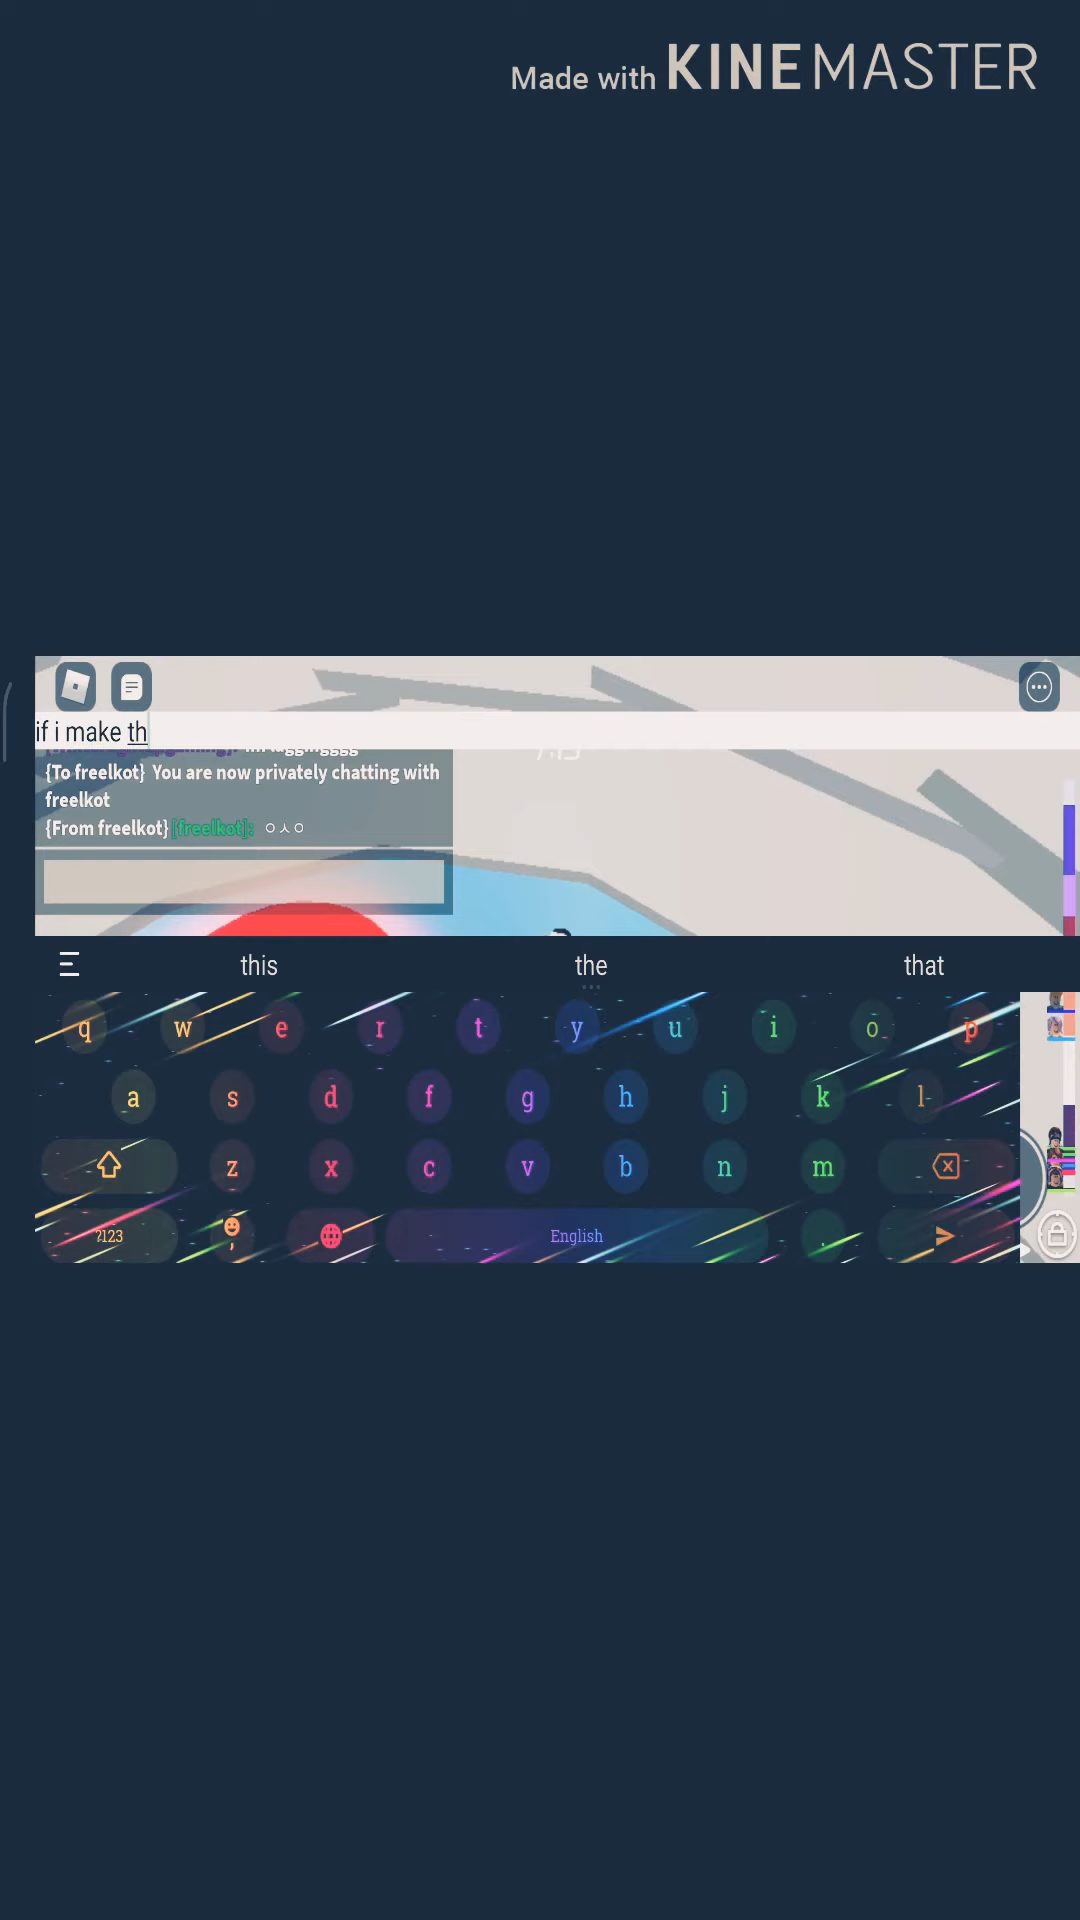 Made with KINEMASTER
if i make th
{To freelkot} You are now privately chatting with
freelkot
{From freelkot} [freelkot]: ㅇㅅㅇ
this the that
q w e r t y u i o p
a s d f g h j k l
z x c v b n m
?123 , English .